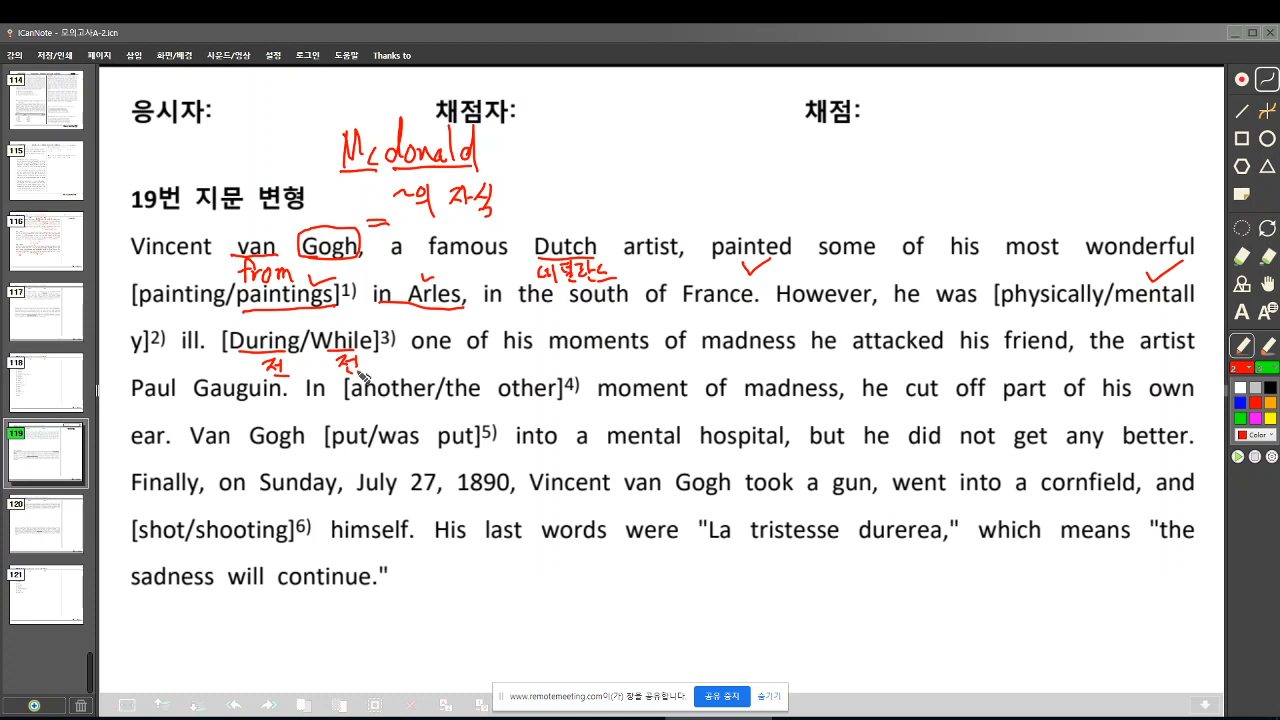 ICanNote - 모의고사A-2.icn
강의 저장/인쇄 페이지 삽입 화면/배경 사운드/영상 설정 로그인 도움말 Thanks to
114
115
116
117
118
119
120
121
응시자: 채점자: 채점:
Mcdonald
~의 자식
19번 지문 변형
=
Vincent van Gogh, a famous Dutch artist, painted some of his most wonderful
from 네덜란드
[painting/paintings]1) in Arles, in the south of France. However, he was [physically/mentall
y]2) ill. [During/While]3) one of his moments of madness he attacked his friend, the artist
전 전
Paul Gauguin. In [another/the other]4) moment of madness, he cut off part of his own
ear. Van Gogh [put/was put]5) into a mental hospital, but he did not get any better.
Finally, on Sunday, July 27, 1890, Vincent van Gogh took a gun, went into a cornfield, and
[shot/shooting]6) himself. His last words were "La tristesse durerea," which means "the
sadness will continue."
2 2
Color
www.remotemeeting.com이(가) 창을 공유합니다. 공유 중지 숨기기